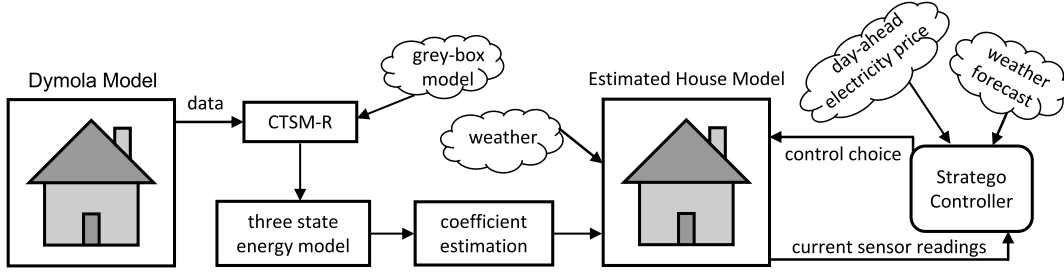 Dymola Model
data
CTSM-R
grey-box
model
three state
energy model
coefficient
estimation
weather
Estimated House Model
day-ahead
electricity price
weather
forecast
control choice
Stratego
Controller
current sensor readings